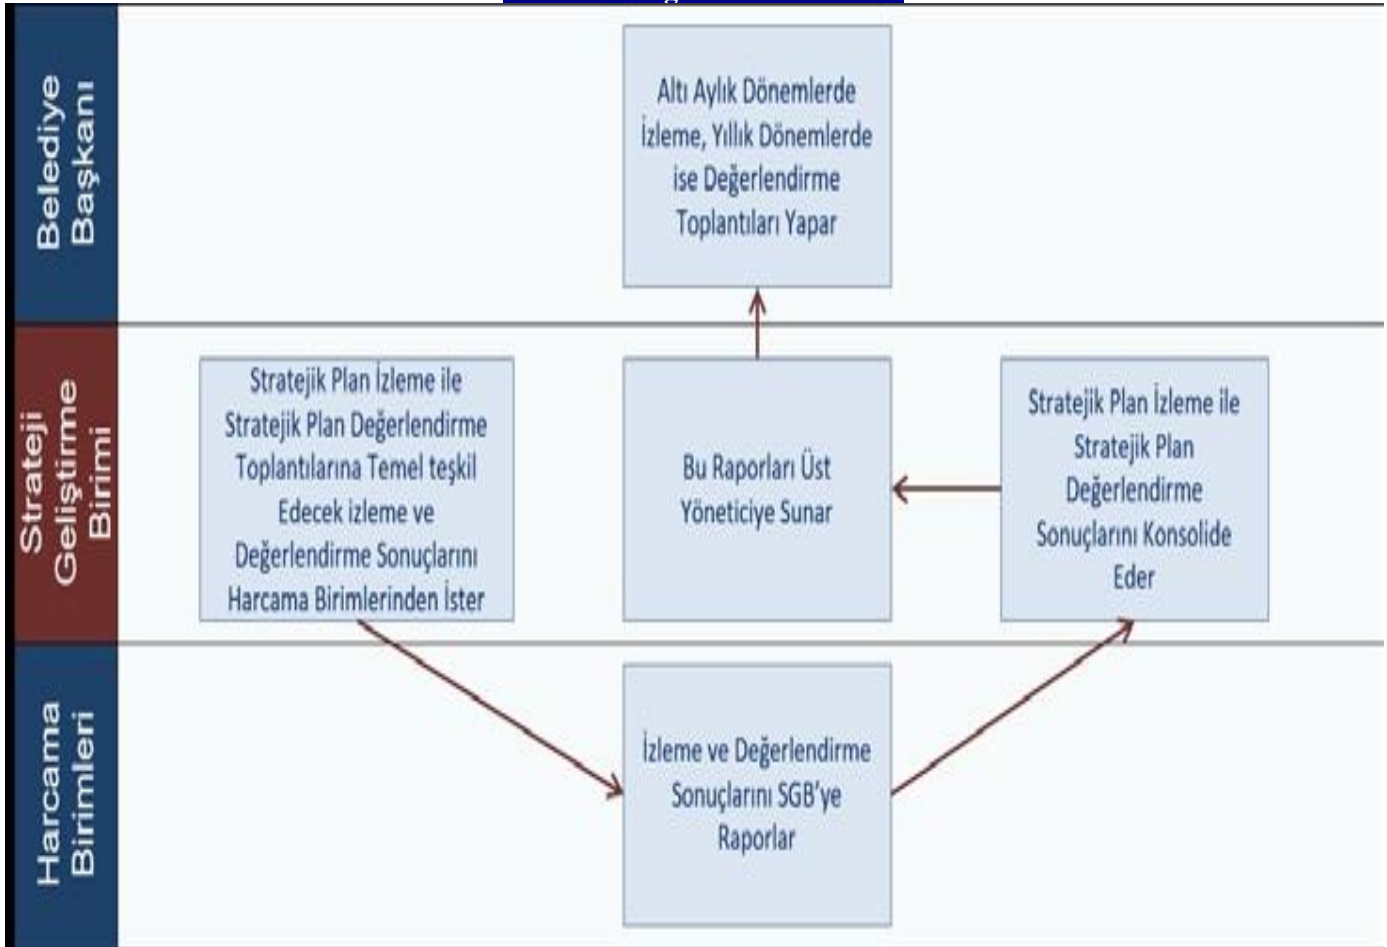 Belediye
Başkanı
Altı Aylık Dönemlerde
İzleme, Yıllık Dönemlerde
ise Değerlendirme
Toplantıları Yapar
Strateji
Geliştirme
Birimi
Stratejik Plan İzleme ile
Stratejik Plan Değerlendirme
Toplantılarına Temel teşkil
Edecek izleme ve
Değerlendirme Sonuçlarını
Harcama Birimlerinden İster
Bu Raporları Üst
Yöneticiye Sunar
Stratejik Plan İzleme ile
Stratejik Plan
Değerlendirme
Sonuçlarını Konsolide
Eder
Harcama
Birimleri
İzleme ve Değerlendirme
Sonuçlarını SGB'ye
Raporlar